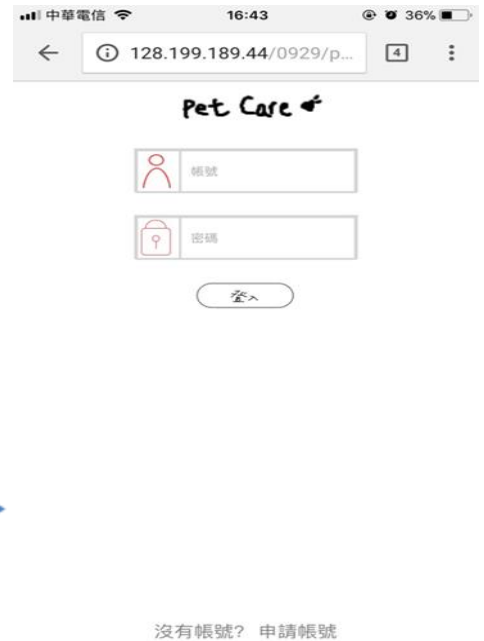 中華電信 16:43 36%
128.199.189.44/0929/p... 4
Pet Care
帳號
密碼
登入
沒有帳號? 申請帳號